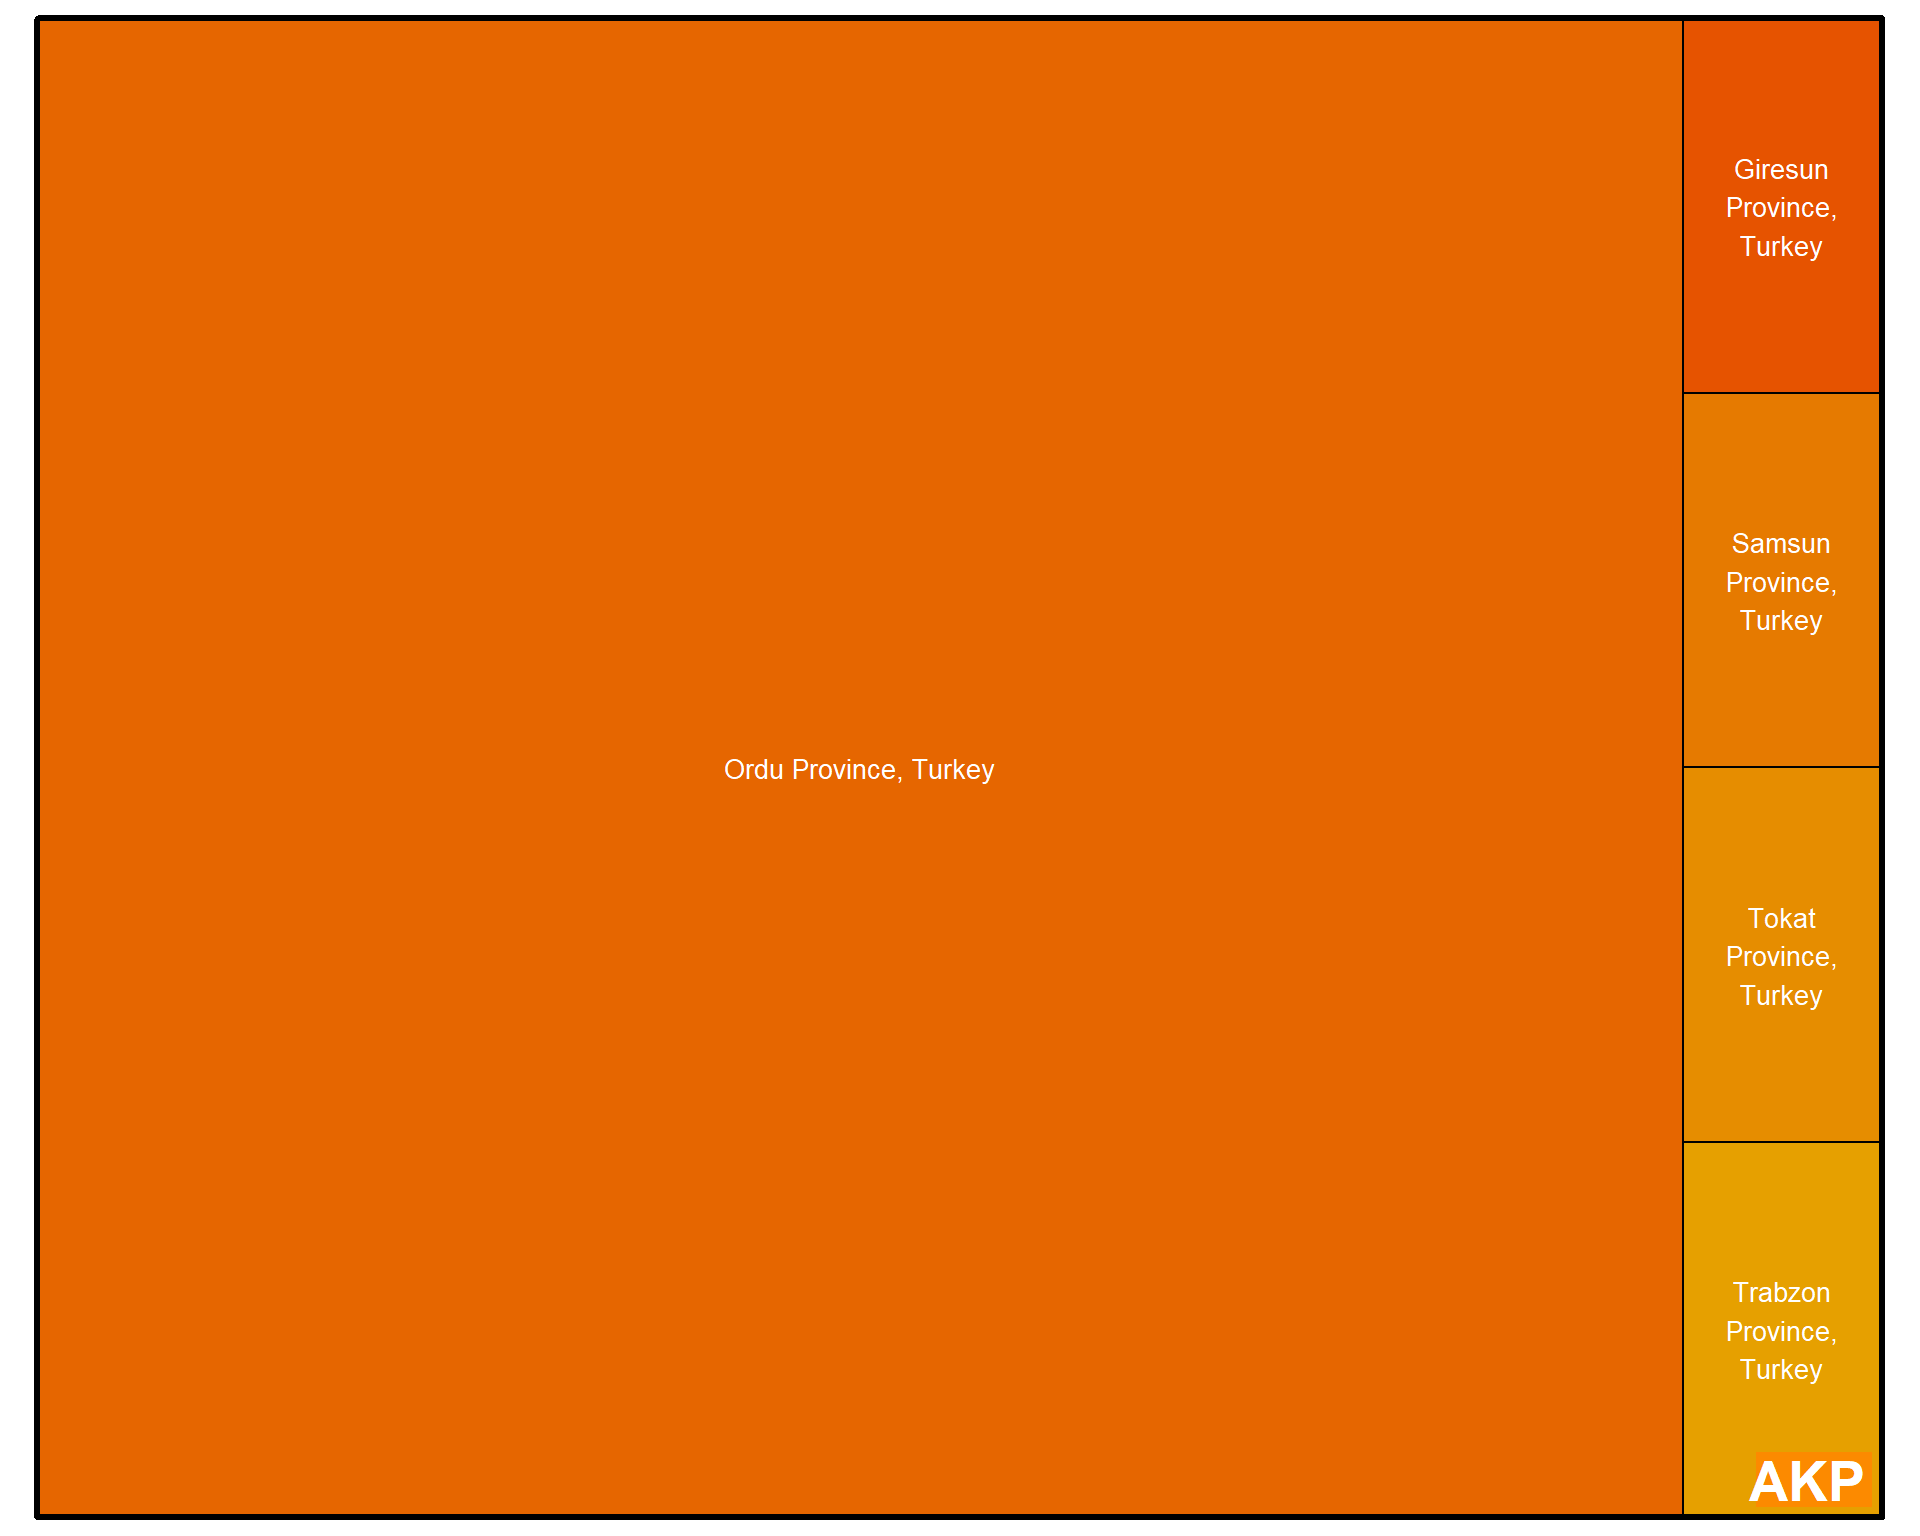 Ordu Province, Turkey
Giresun
Province,
Turkey
Samsun
Province,
Turkey
Tokat
Province,
Turkey
Trabzon
Province,
Turkey
AKP